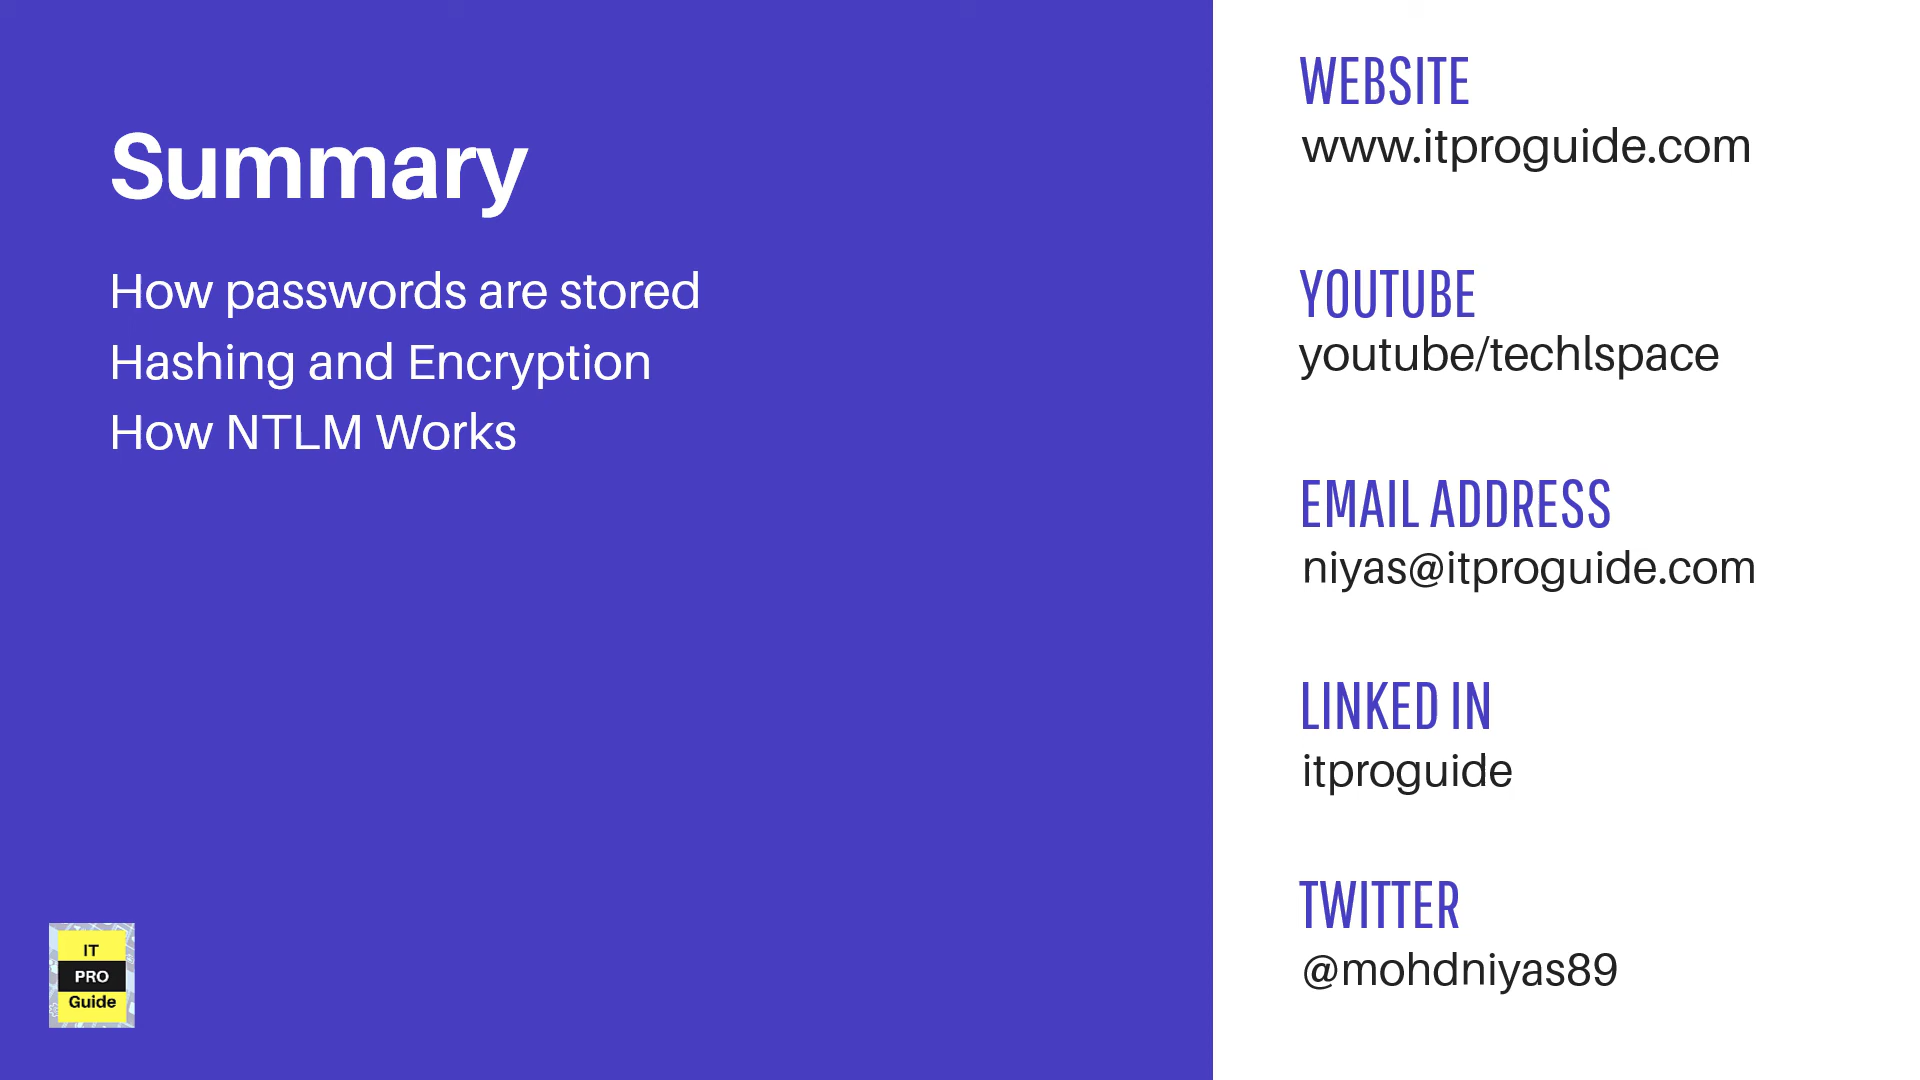 Summary
How passwords are stored
Hashing and Encryption
How NTLM Works
IT
PRO
Guide
WEBSITE
www.itproguide.com
YOUTUBE
youtube/techlspace
EMAIL ADDRESS
niyas@itproguide.com
LINKED IN
itproguide
TWITTER
@mohdniyas89